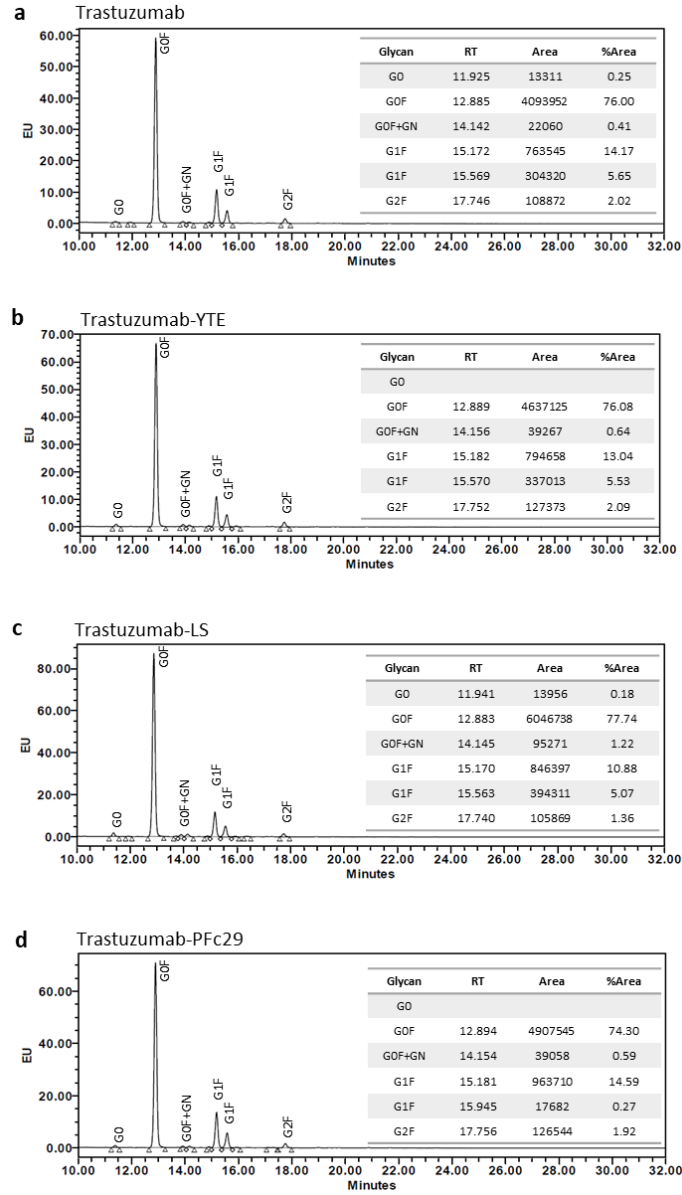 a Trastuzumab
60.00
50.00
40.00
30.00
20.00
10.00
0.00
EU
G0
G0F
G0F+GN
G1F
G1F
G2F
10.00 12.00 14.00 16.00 18.00 20.00 22.00 24.00 26.00 28.00 30.00 32.00
Minutes
Glycan RT Area %Area
G0 11.925 13311 0.25
G0F 12.885 4093952 76.00
G0F+GN 14.142 22060 0.41
G1F 15.172 763545 14.17
G1F 15.569 304320 5.65
G2F 17.746 108872 2.02
b Trastuzumab-YTE
70.00
60.00
50.00
40.00
30.00
20.00
10.00
0.00
EU
G0
G0F
G0F+GN
G1F
G1F
G2F
10.00 12.00 14.00 16.00 18.00 20.00 22.00 24.00 26.00 28.00 30.00 32.00
Minutes
Glycan RT Area %Area
G0
G0F 12.889 4637125 76.08
G0F+GN 14.156 39267 0.64
G1F 15.182 794658 13.04
G1F 15.570 337013 5.53
G2F 17.752 127373 2.09
c Trastuzumab-LS
80.00
60.00
40.00
20.00
0.00
EU
G0
G0F
G0F+GN
G1F
G1F
G2F
10.00 12.00 14.00 16.00 18.00 20.00 22.00 24.00 26.00 28.00 30.00 32.00
Minutes
Glycan RT Area %Area
G0 11.941 13956 0.18
G0F 12.883 6046738 77.74
G0F+GN 14.145 95271 1.22
G1F 15.170 846397 10.88
G1F 15.563 394311 5.07
G2F 17.740 105869 1.36
d Trastuzumab-PFc29
60.00
40.00
20.00
0.00
EU
G0
G0F
G0F+GN
G1F
G1F
G2F
10.00 12.00 14.00 16.00 18.00 20.00 22.00 24.00 26.00 28.00 30.00 32.00
Minutes
Glycan RT Area %Area
G0
G0F 12.894 4907545 74.30
G0F+GN 14.154 39058 0.59
G1F 15.181 963710 14.59
G1F 15.945 17682 0.27
G2F 17.756 126544 1.92